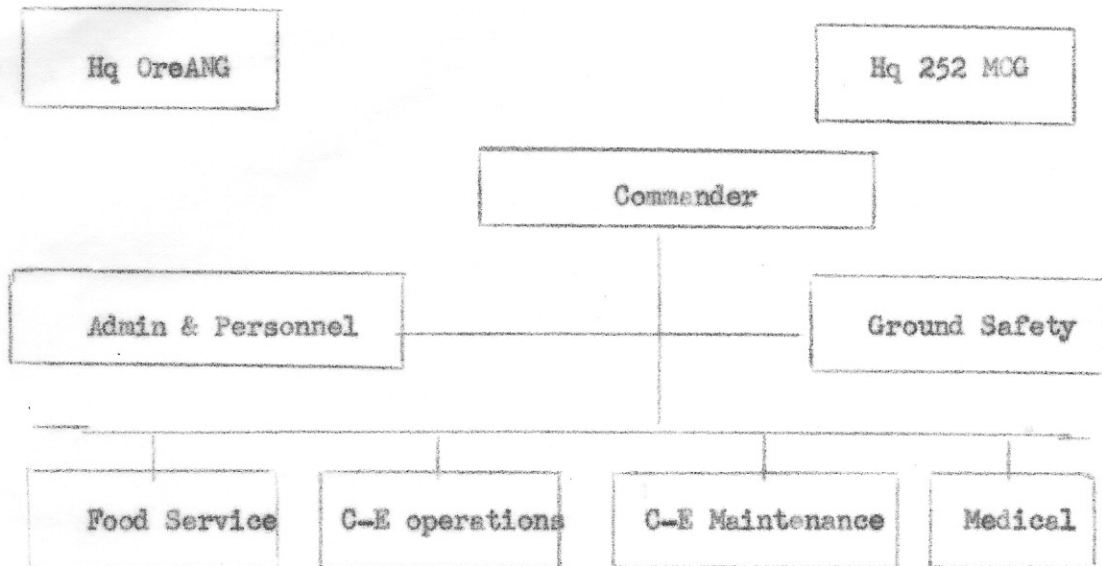 Hq OreANG
Hq 252 MCG
Commander
Admin & Personnel
Ground Safety
Food Service
C-E operations
C-E Maintenance
Medical